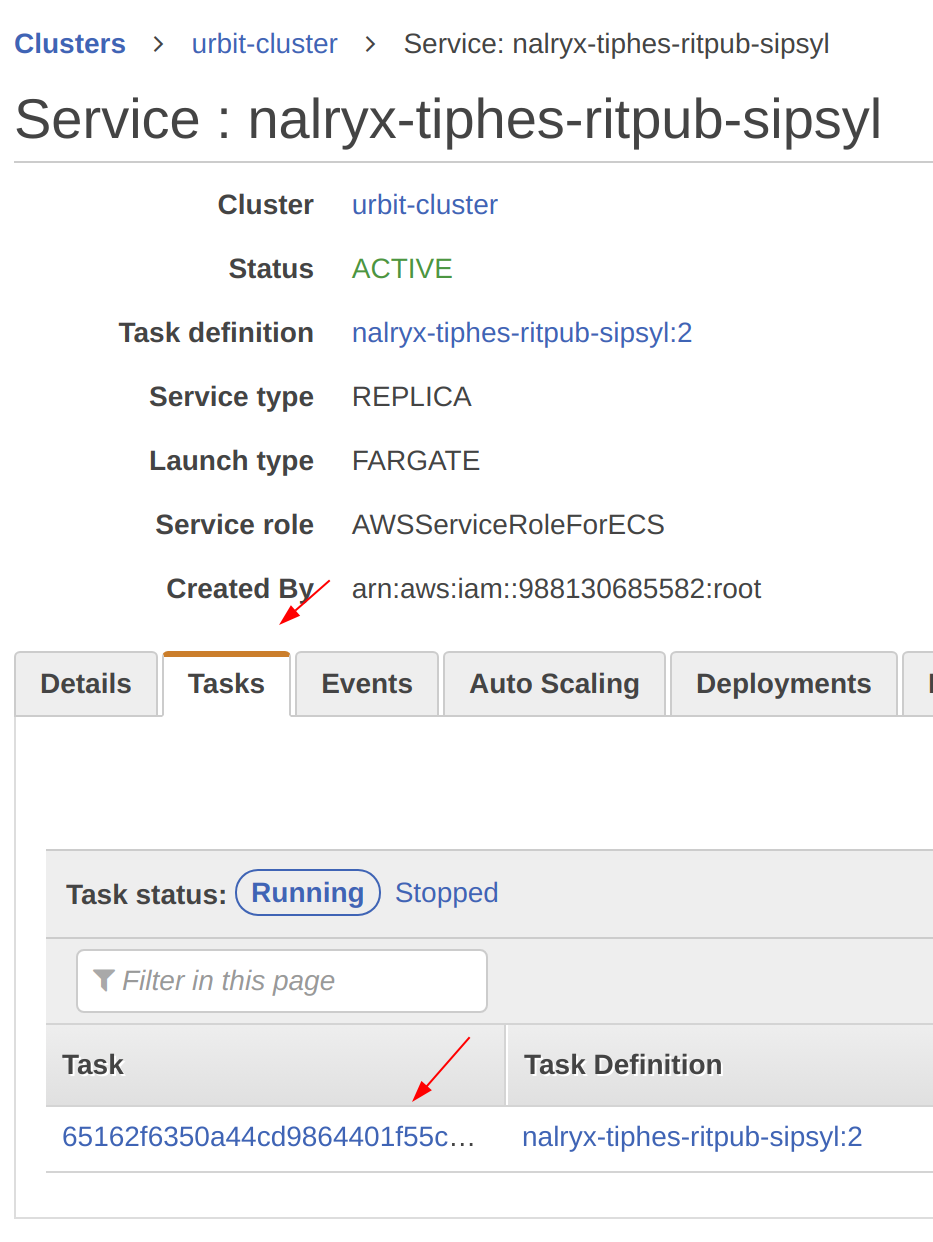 Clusters > urbit-cluster > Service: nalryx-tiphes-ritpub-sipsyl
Service : nalryx-tiphes-ritpub-sipsyl
Cluster urbit-cluster
Status ACTIVE
Task definition nalryx-tiphes-ritpub-sipsyl:2
Service type REPLICA
Launch type FARGATE
Service role AWSServiceRoleForECS
Created By arn:aws:iam::988130685582:root
Details Tasks Events Auto Scaling Deployments
Task status: Running Stopped
Filter in this page
Task Task Definition
65162f6350a44cd9864401f55c... nalryx-tiphes-ritpub-sipsyl:2